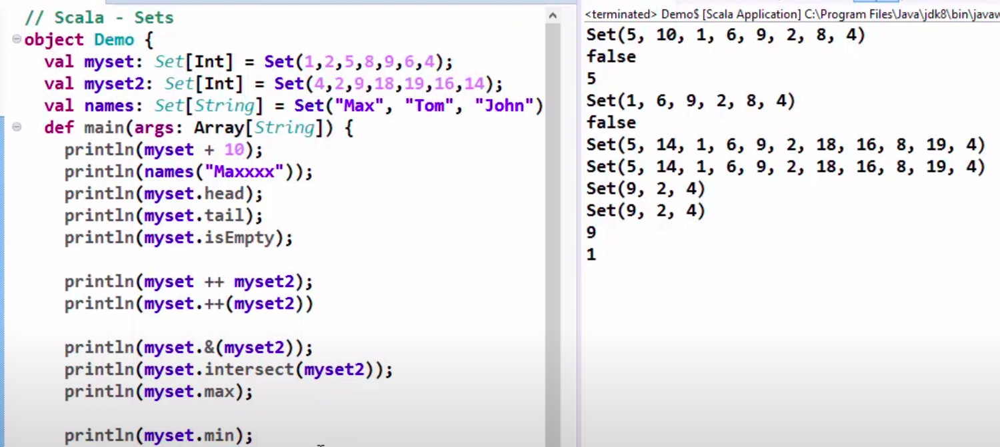 // Scala - Sets
object Demo {
val myset: Set[Int] = Set(1,2,5,8,9,6,4);
val myset2: Set[Int] = Set(4,2,9,18,19,16,14);
val names: Set[String] = Set("Max", "Tom", "John")
def main(args: Array[String]) {
println(myset + 10);
println(names("Maxxxx"));
println(myset.head);
println(myset.tail);
println(myset.isEmpty);
println(myset ++ myset2);
println(myset.++(myset2))
println(myset.&(myset2));
println(myset.intersect(myset2));
println(myset.max);
println(myset.min);
<terminated> Demo$ [Scala Application] C:\Program Files\Java\jdk8\bin\javaw
Set(5, 10, 1, 6, 9, 2, 8, 4)
false
5
Set(1, 6, 9, 2, 8, 4)
false
Set(5, 14, 1, 6, 9, 2, 18, 16, 8, 19, 4)
Set(5, 14, 1, 6, 9, 2, 18, 16, 8, 19, 4)
Set(9, 2, 4)
Set(9, 2, 4)
9
1